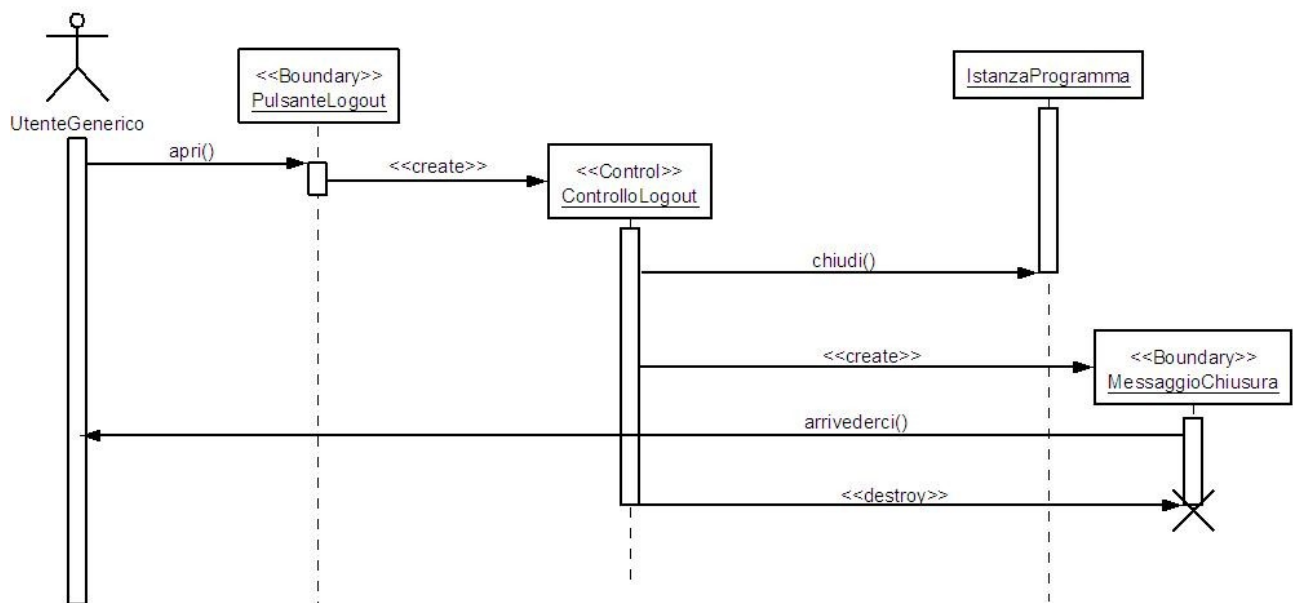 <<Boundary>>
PulsanteLogout
IstanzaProgramma
UtenteGenerico
apri()
<<create>>
<<Control>>
ControlloLogout
chiudi()
<<create>>
<<Boundary>>
MessaggioChiusura
arrivederci()
<<destroy>>